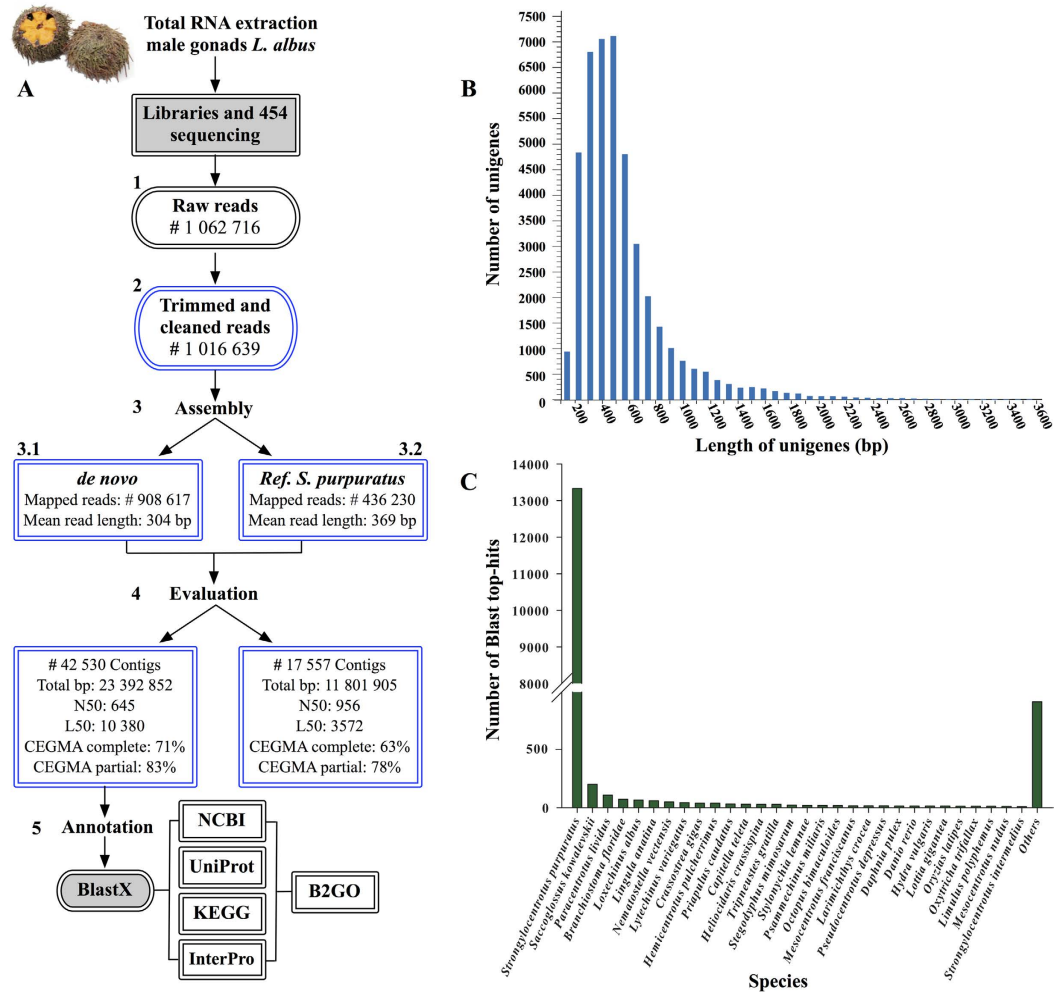 A
Total RNA extraction
male gonads L. albus
Libraries and 454
sequencing
1
Raw reads
# 1 062 716
2
Trimmed and
cleaned reads
# 1 016 639
3
Assembly
3.1
de novo
Mapped reads: # 908 617
Mean read length: 304 bp
3.2
Ref. S. purpuratus
Mapped reads: # 436 230
Mean read length: 369 bp
4
Evaluation
# 42 530 Contigs
Total bp: 23 392 852
N50: 645
L50: 10 380
CEGMA complete: 71%
CEGMA partial: 83%
# 17 557 Contigs
Total bp: 11 801 905
N50: 956
L50: 3572
CEGMA complete: 63%
CEGMA partial: 78%
5
Annotation
BlastX
NCBI
UniProt
KEGG
InterPro
B2GO
B
Number of unigenes
7500
7000
6500
6000
5500
5000
4500
4000
3500
3000
2500
2000
1500
1000
500
0
200
400
600
800
1000
1200
1400
1600
1800
2000
2200
2400
2600
2800
3000
3200
3400
3600
Length of unigenes (bp)
C
Number of Blast top-hits
14000
13000
12000
11000
10000
9000
8000
500
0
Strongylocentrotus purpuratus
Saccoglossus kowalevskii
Paracentrotus lividus
Branchiostoma floridae
Loxechinus albus
Lingula anatina
Nematostella vectensis
Lytechinus variegatus
Crassostrea gigas
Hemicentrotus pulcherrimus
Priapulus caudatus
Capitella teleta
Heliocidaris crassispina
Tripneustes gratilla
Stegodyphus mimosarum
Stylonychia lemnae
Psammechinus miliaris
Octopus bimaculoides
Mesocentrotus franciscanus
Larimichthys crocea
Pseudocentrotus depressus
Daphnia pulex
Danio rerio
Hydra vulgaris
Lottia gigantea
Oryzias latipes
Oxytricha trifallax
Limulus polyphemus
Mesocentrotus nudus
Strongylocentrotus intermedius
Others
Species